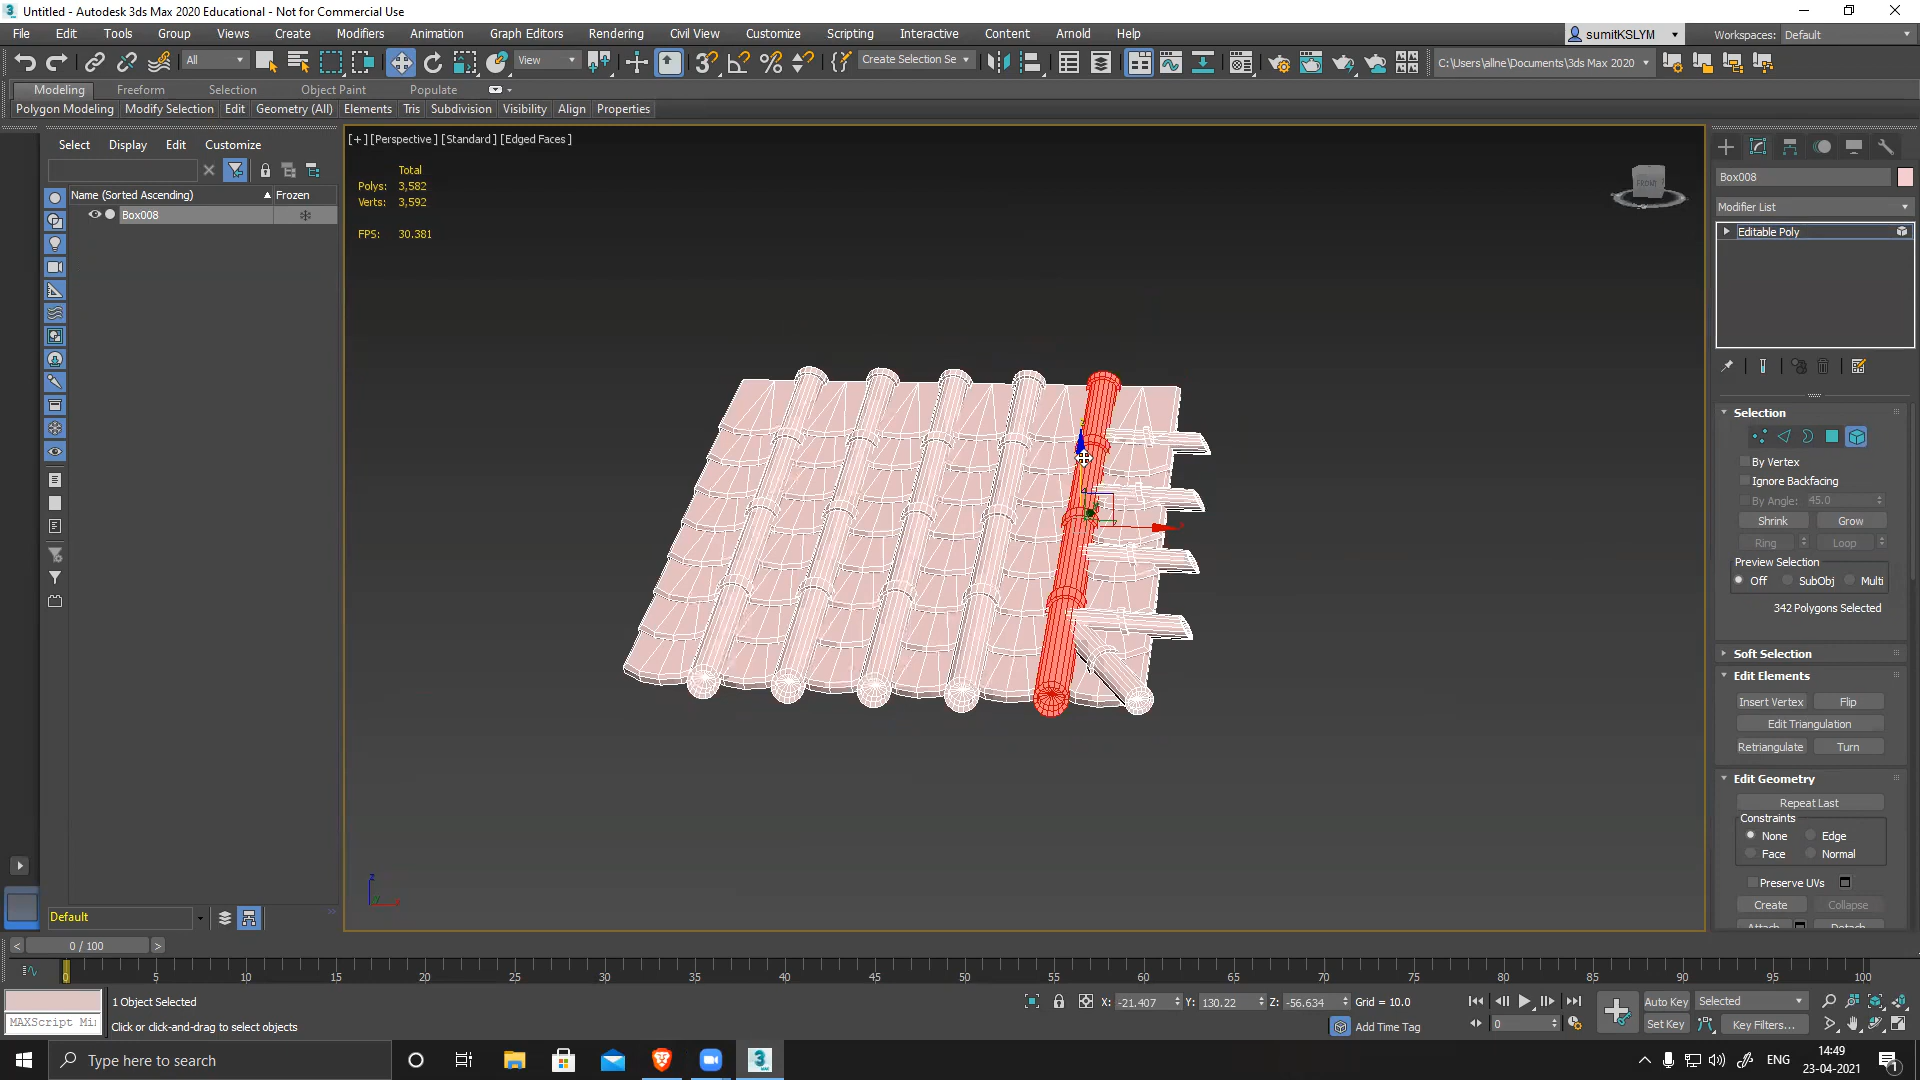 Untitled - Autodesk 3ds Max 2020 Educational - Not for Commercial Use
File Edit Tools Group Views Create Modifiers Animation Graph Editors Rendering Civil View Customize Scripting Interactive Content Arnold Help
sumitKSLYM Workspaces: Default
All View Create Selection Se C:\Users\allne\Documents\3ds Max 2020
Modeling Freeform Selection Object Paint Populate
Polygon Modeling Modify Selection Edit Geometry (All) Elements Tris Subdivision Visibility Align Properties
Select Display Edit Customize
Name (Sorted Ascending) Frozen
Box008
[+] [Perspective] [Standard] [Edged Faces]
Total
Polys: 3,582
Verts: 3,592
FPS: 30.381
FRONT
Box008
Modifier List
Editable Poly
Selection
By Vertex
Ignore Backfacing
By Angle: 45.0
Shrink Grow
Ring Loop
Preview Selection
Off SubObj Multi
342 Polygons Selected
Soft Selection
Edit Elements
Insert Vertex Flip
Edit Triangulation
Retriangulate Turn
Edit Geometry
Repeat Last
Constraints
None Edge
Face Normal
Preserve UVs
Create Collapse
Attach Detach
Default
< 0 / 100 >
0 5 10 15 20 25 30 35 40 45 50 55 60 65 70 75 80 85 90 95 100
1 Object Selected
X: -21.407 Y: 130.22 Z: -56.634 Grid = 10.0
Auto Key Selected
MAXScript Mi
Click or click-and-drag to select objects
Add Time Tag
0
Set Key Key Filters...
Type here to search
ENG
14:49
23-04-2021
1